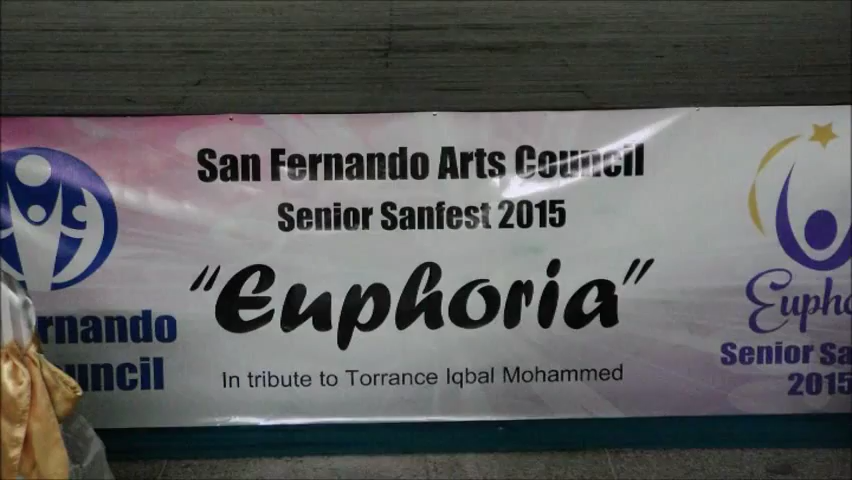 San Fernando Arts Council
Senior Sanfest 2015
"Euphoria"
In tribute to Torrance Iqbal Mohammed
rnando
uncil
Eupho
Senior Sa
2015